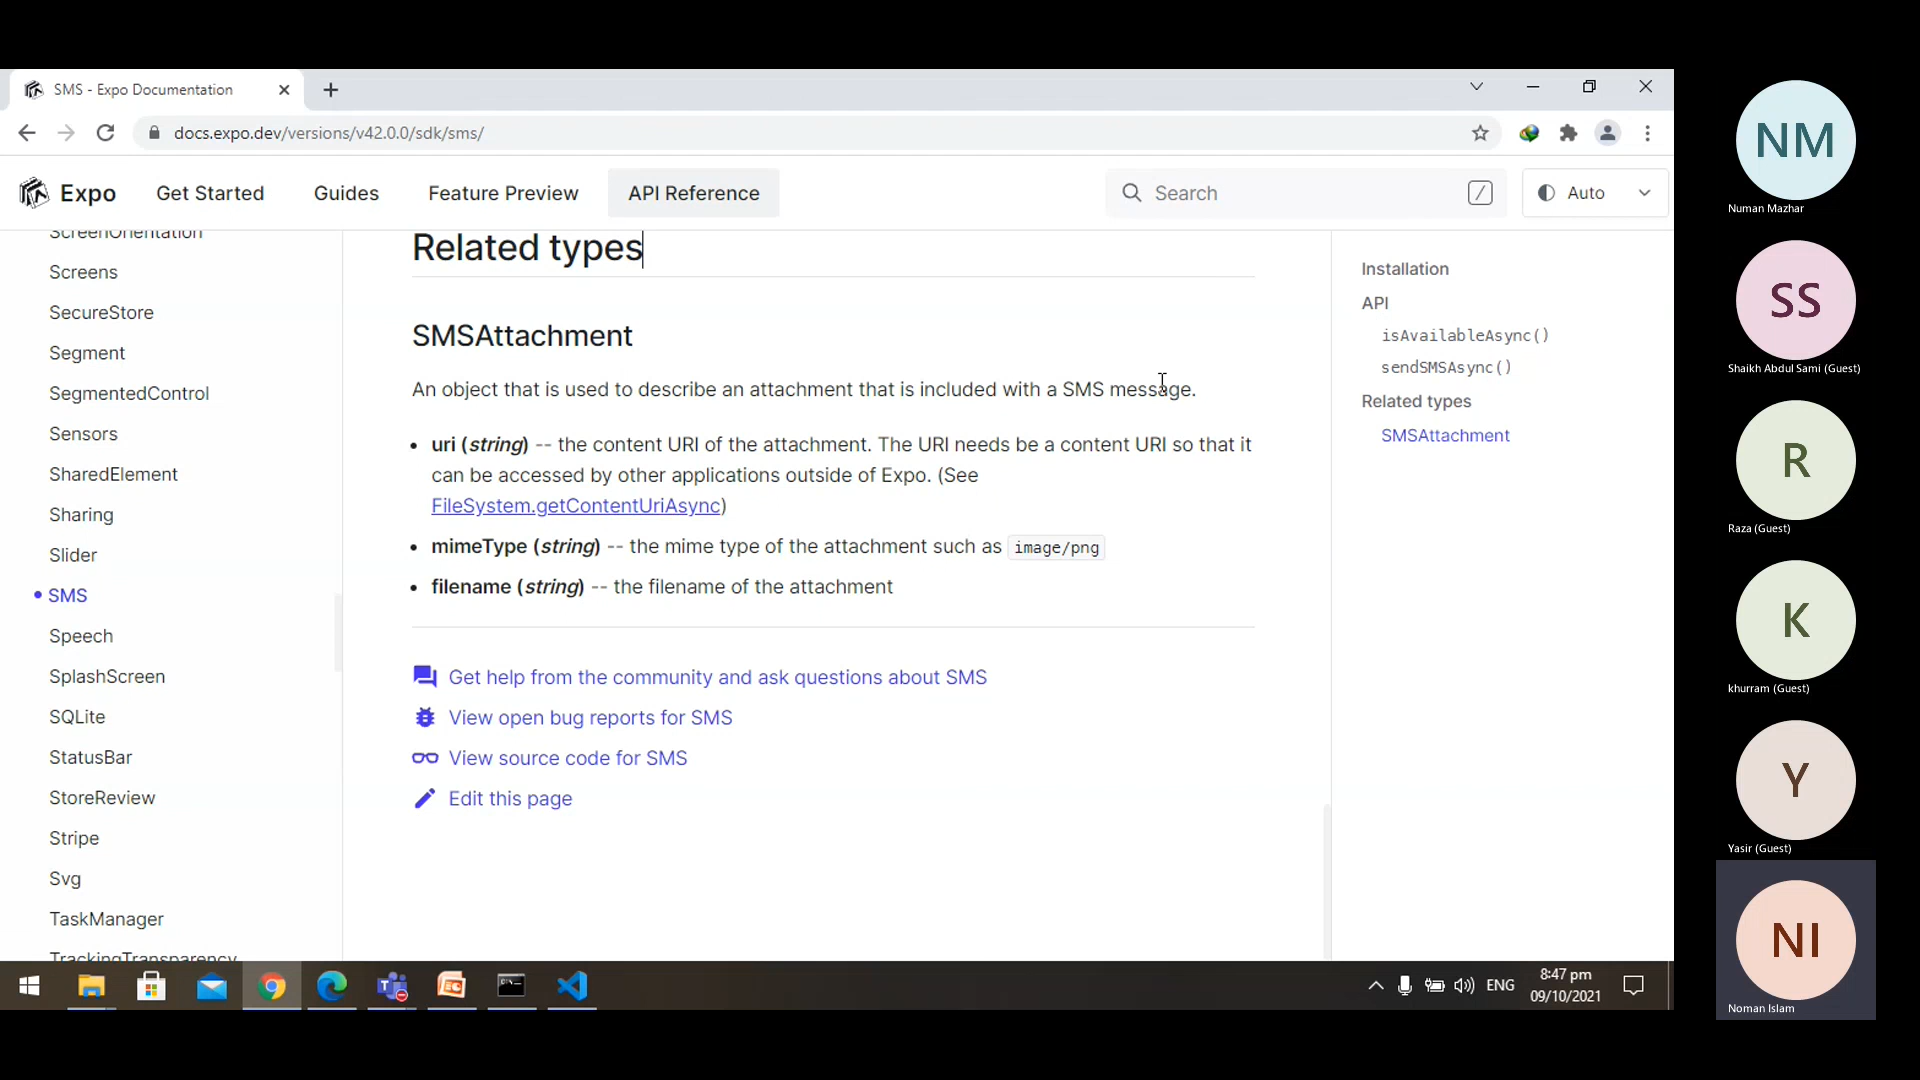 SMS - Expo Documentation
docs.expo.dev/versions/v42.0.0/sdk/sms/
Expo
Get Started
Guides
Feature Preview
API Reference
Search
/
Auto
ScreenOrientation
Screens
SecureStore
Segment
SegmentedControl
Sensors
SharedElement
Sharing
Slider
SMS
Speech
SplashScreen
SQLite
StatusBar
StoreReview
Stripe
Svg
TaskManager
TrackingTransparency
Related types
SMSAttachment
An object that is used to describe an attachment that is included with a SMS message.
• uri (string) -- the content URI of the attachment. The URI needs be a content URI so that it
can be accessed by other applications outside of Expo. (See
FileSystem.getContentUriAsync)
• mimeType (string) -- the mime type of the attachment such as image/png
• filename (string) -- the filename of the attachment
Get help from the community and ask questions about SMS
View open bug reports for SMS
View source code for SMS
Edit this page
Installation
API
isAvailableAsync()
sendSMSAsync()
Related types
SMSAttachment
ENG
8:47 pm
09/10/2021
NM
Numan Mazhar
SS
Shaikh Abdul Sami (Guest)
R
Raza (Guest)
K
khurram (Guest)
Y
Yasir (Guest)
NI
Noman Islam